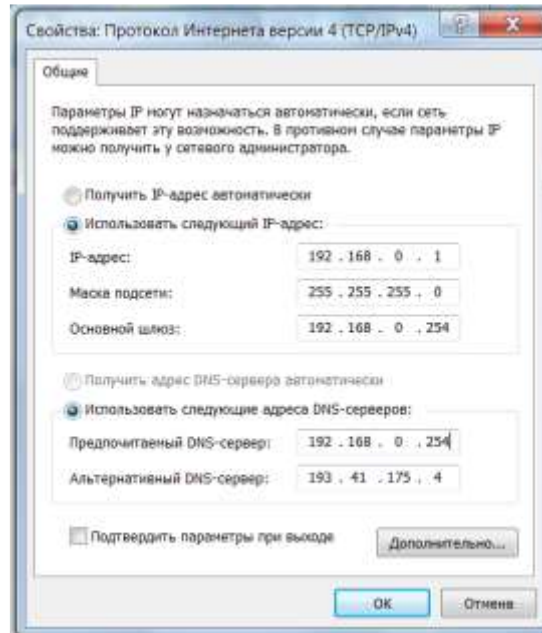 Свойства: Протокол Интернета версии 4 (TCP/IPv4)
Общие
Параметры IP могут назначаться автоматически, если сеть
поддерживает эту возможность. В противном случае параметры IP
можно получить у сетевого администратора.
Получить IP-адрес автоматически
Использовать следующий IP-адрес:
IP-адрес: 192 . 168 . 0 . 1
Маска подсети: 255 . 255 . 255 . 0
Основной шлюз: 192 . 168 . 0 . 254
Получить адрес DNS-сервера автоматически
Использовать следующие адреса DNS-серверов:
Предпочитаемый DNS-сервер: 192 . 168 . 0 . 254
Альтернативный DNS-сервер: 193 . 41 . 175 . 4
Подтвердить параметры при выходе
Дополнительно...
OK Отмена